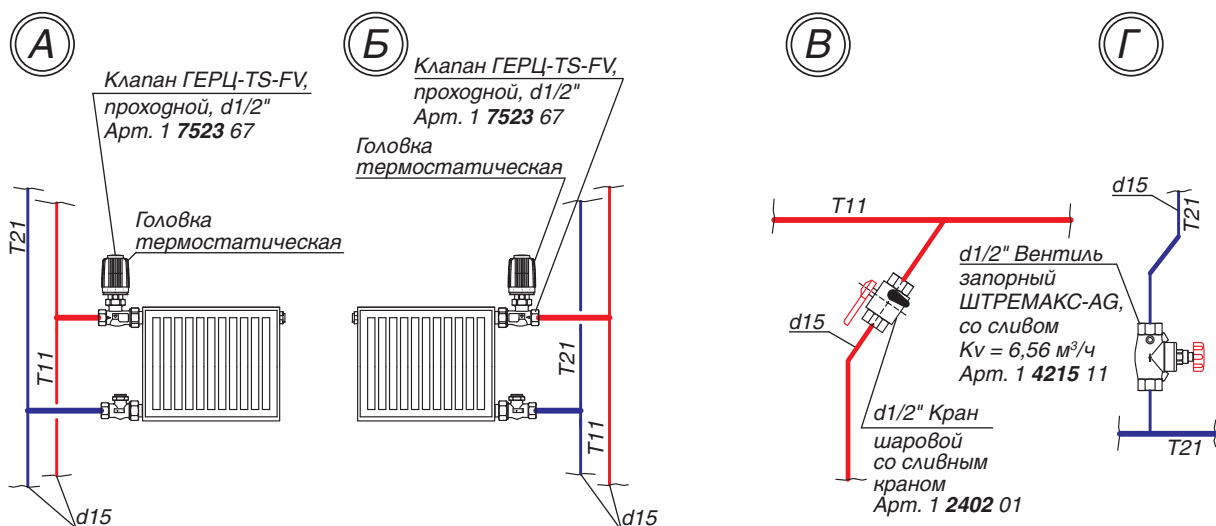 А
Клапан ГЕРЦ-TS-FV,
проходной, d1/2"
Арт. 1 7523 67
Головка
термостатическая
T21
T11
d15
Б
Клапан ГЕРЦ-TS-FV,
проходной, d1/2"
Арт. 1 7523 67
Головка
термостатическая
T21
T11
d15
В
T11
d15
d1/2" Кран
шаровой
со сливным
краном
Арт. 1 2402 01
Г
d15
T21
d1/2" Вентиль
запорный
ШТРЕМАКС-AG,
со сливом
Kv = 6,56 м³/ч
Арт. 1 4215 11
T21